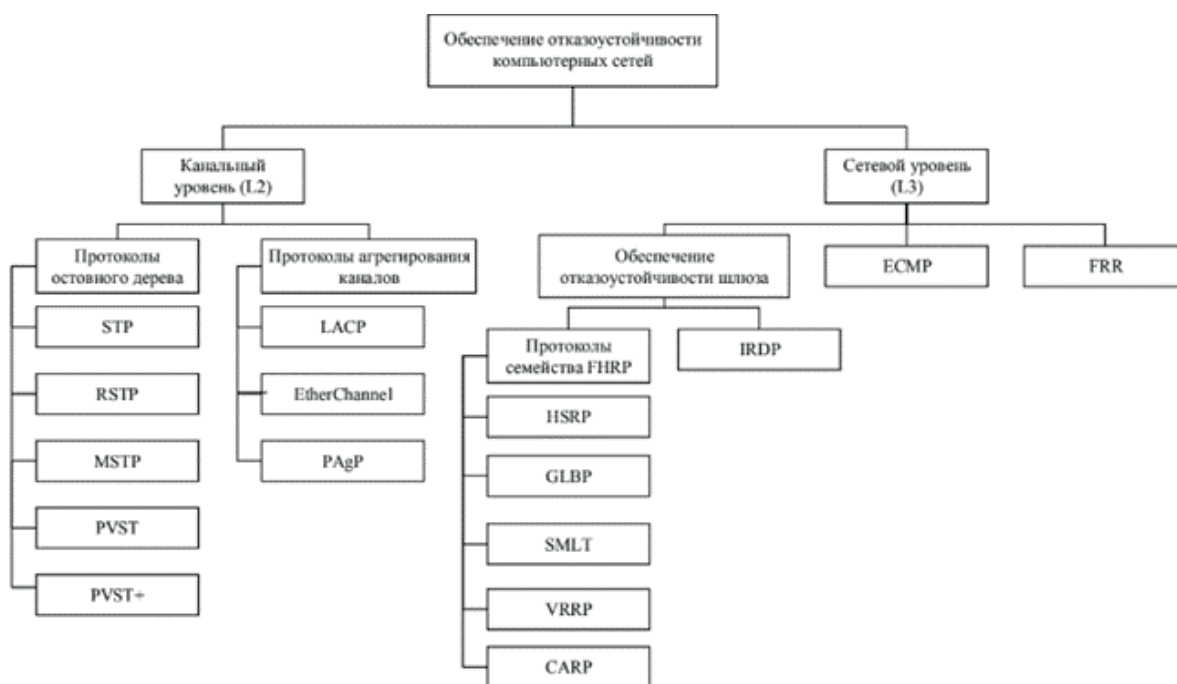 Обеспечение отказоустойчивости
компьютерных сетей
Канальный
уровень (L2)
Сетевой уровень
(L3)
Протоколы
остовного дерева
Протоколы агрегирования
каналов
Обеспечение
отказоустойчивости шлюза
ECMP
FRR
STP
RSTP
MSTP
PVST
PVST+
LACP
EtherChannel
PAgP
Протоколы
семейства FHRP
IRDP
HSRP
GLBP
SMLT
VRRP
CARP